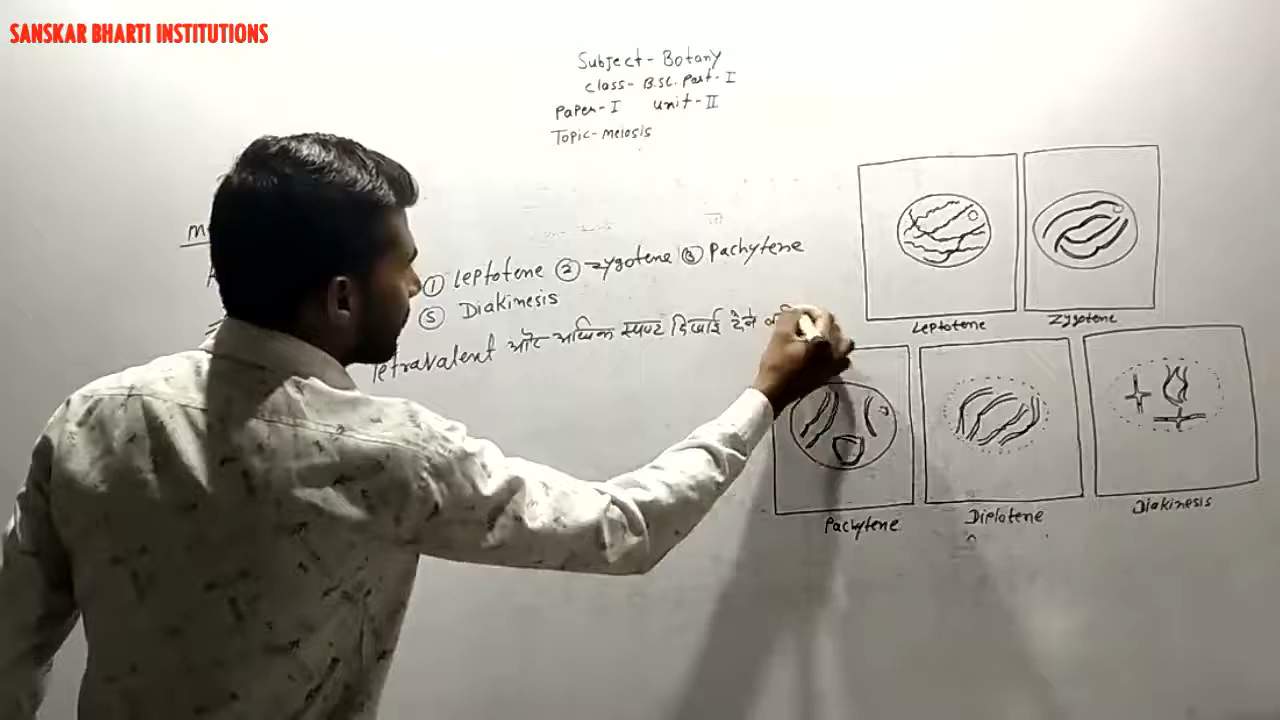 SANSKAR BHARTI INSTITUTIONS
Subject - Botany
class - B.Sc. Part - I
Paper - I unit - II
Topic - meiosis
① Leptotene ② Zygotene ③ Pachytene
⑤ Diakinesis
Tetravalent और अधिक स्पष्ट दिखाई देने
Leptotene
Zygotene
Pachytene
Diplotene
Diakinesis